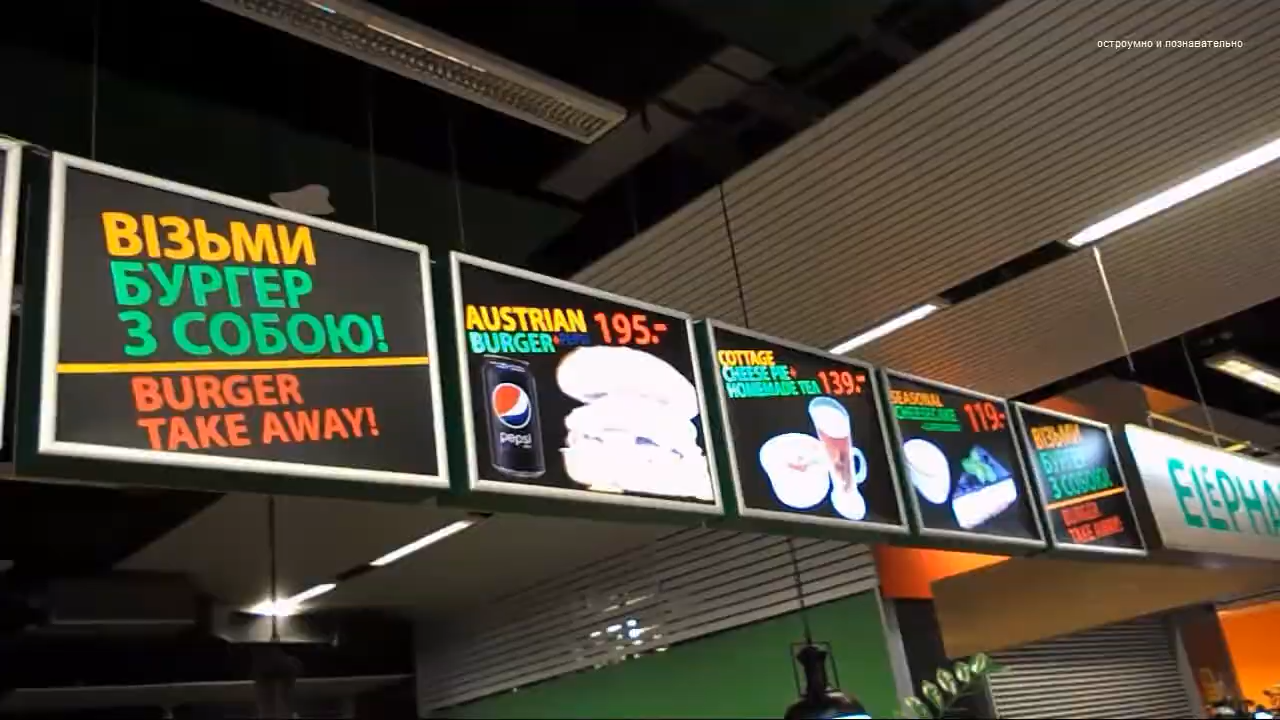 остроумно и познавательно
ВІЗЬМИ
БУРГЕР
З СОБОЮ!
BURGER
TAKE AWAY!
AUSTRIAN 195.-
BURGER+PEPSI
pepsi
COTTAGE
CHEESE PIE+
HOMEMADE TEA 139.-
SEASONAL 119.-
CHEESECAKE
ВІЗЬМИ
БУРГЕР
З СОБОЮ!
BURGER
TAKE AWAY!